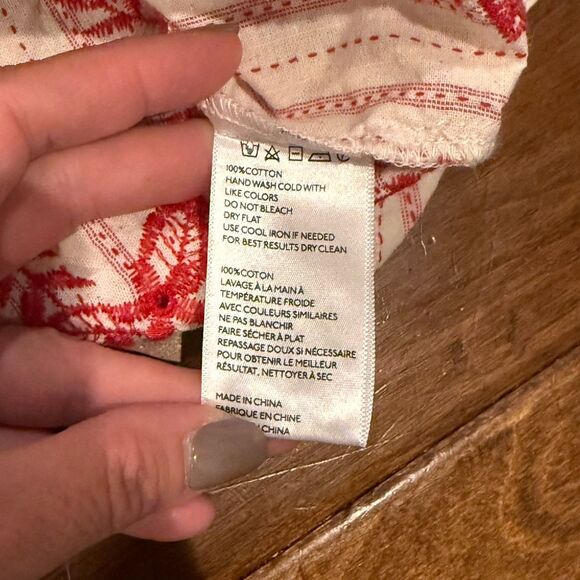 100%COTTON
HAND WASH COLD WITH
LIKE COLORS
DO NOT BLEACH
DRY FLAT
USE COOL IRON IF NEEDED
FOR BEST RESULTS DRY CLEAN
100%COTON
LAVAGE À LA MAIN À
TEMPÉRATURE FROIDE
AVEC COULEURS SIMILAIRES
NE PAS BLANCHIR
FAIRE SÉCHER À PLAT
REPASSAGE DOUX SI NÉCESSAIRE
POUR OBTENIR LE MEILLEUR
RÉSULTAT, NETTOYER À SEC
MADE IN CHINA
FABRIQUE EN CHINE
CHINA